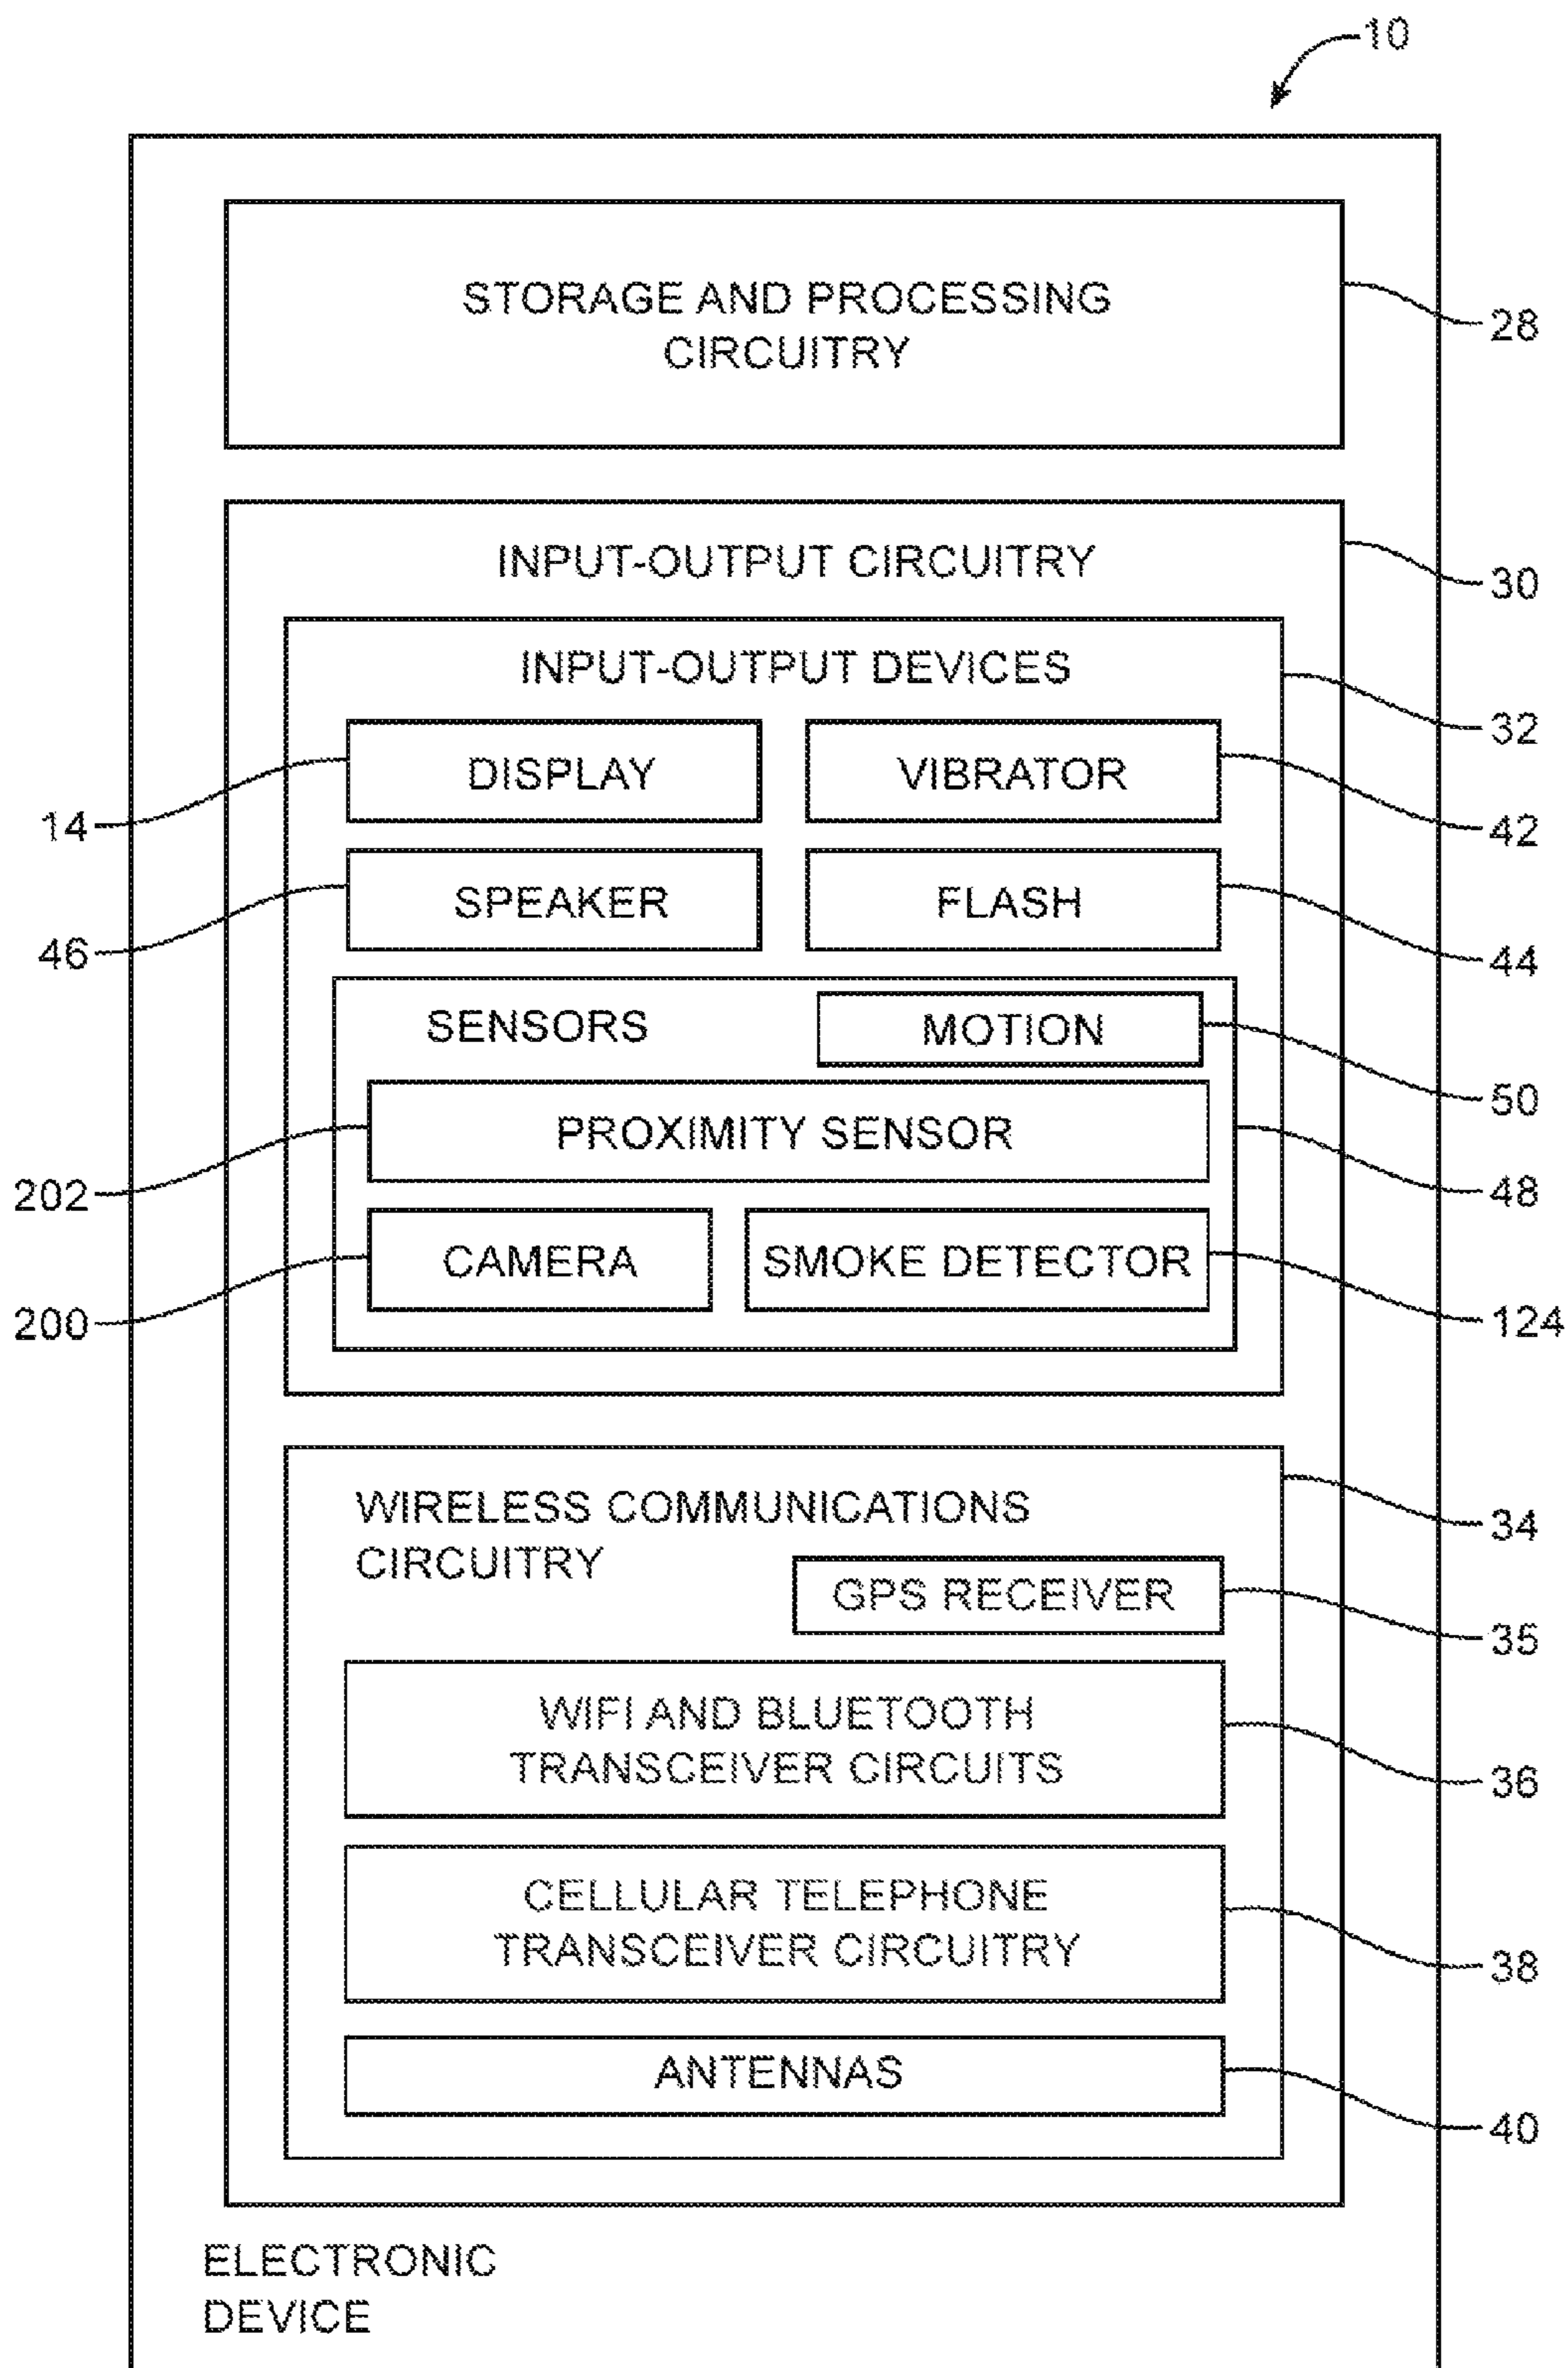 10
STORAGE AND PROCESSING
CIRCUITRY
28
INPUT-OUTPUT CIRCUITRY
30
INPUT-OUTPUT DEVICES
32
DISPLAY
VIBRATOR
14
42
SPEAKER
FLASH
46
44
SENSORS
MOTION
50
PROXIMITY SENSOR
202
48
CAMERA
SMOKE DETECTOR
200
124
WIRELESS COMMUNICATIONS
CIRCUITRY
34
GPS RECEIVER
35
WIFI AND BLUETOOTH
TRANSCEIVER CIRCUITS
36
CELLULAR TELEPHONE
TRANSCEIVER CIRCUITRY
38
ANTENNAS
40
ELECTRONIC
DEVICE